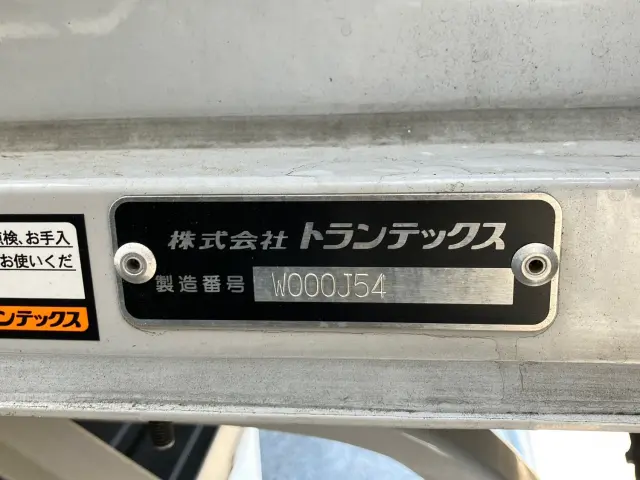 株式会社 トランテックス
製造番号 W000J54
検、お手入
お使いくだ
ンテックス